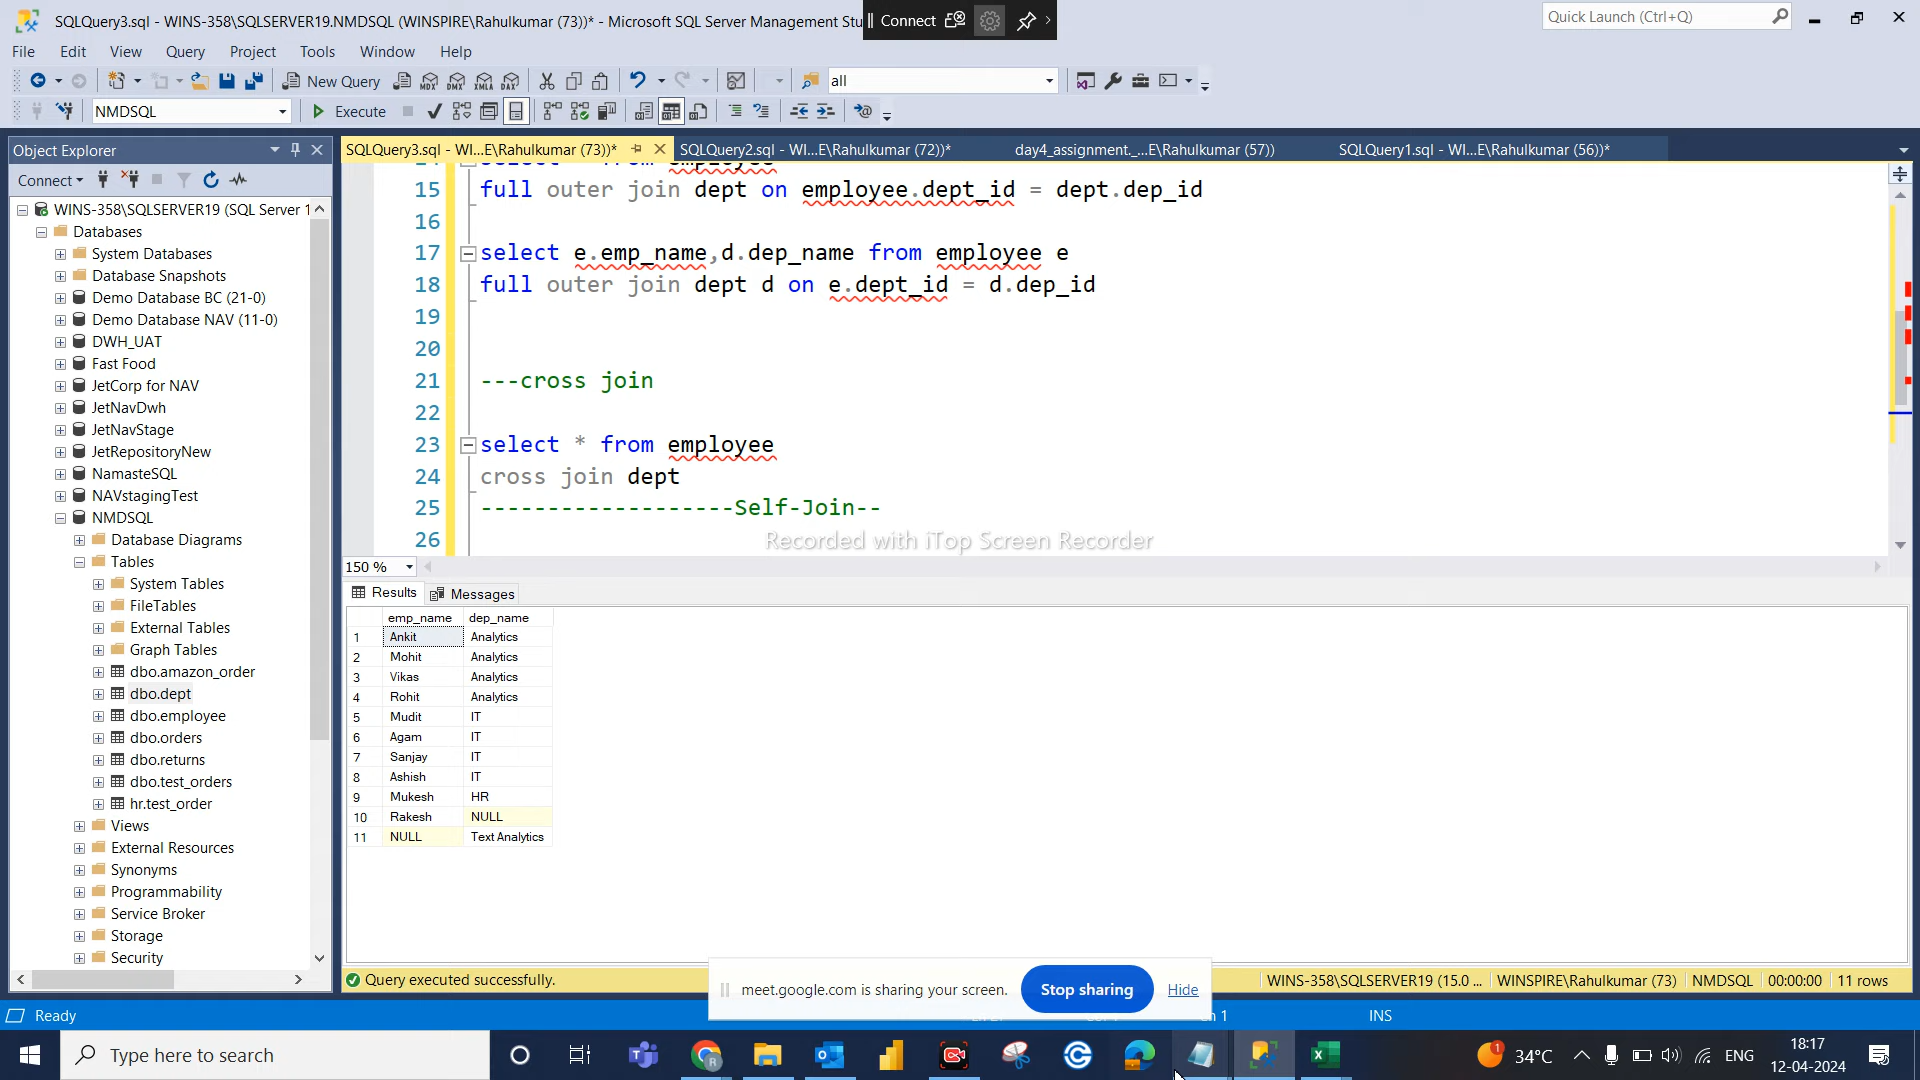 SQLQuery3.sql - WINS-358\SQLSERVER19.NMDSQL (WINSPIRE\Rahulkumar (73))* - Microsoft SQL Server Management Stu
Connect
Quick Launch (Ctrl+Q)
File Edit View Query Project Tools Window Help
New Query
MDX DMX XMLA DAX
all
NMDSQL
Execute
Object Explorer
SQLQuery3.sql - WI...E\Rahulkumar (73))*
SQLQuery2.sql - WI...E\Rahulkumar (72))*
day4_assignment._...E\Rahulkumar (57))
SQLQuery1.sql - WI...E\Rahulkumar (56))*
Connect
WINS-358\SQLSERVER19 (SQL Server 1
Databases
System Databases
Database Snapshots
Demo Database BC (21-0)
Demo Database NAV (11-0)
DWH_UAT
Fast Food
JetCorp for NAV
JetNavDwh
JetNavStage
JetRepositoryNew
NamasteSQL
NAVstagingTest
NMDSQL
Database Diagrams
Tables
System Tables
FileTables
External Tables
Graph Tables
dbo.amazon_order
dbo.dept
dbo.employee
dbo.orders
dbo.returns
dbo.test_orders
hr.test_order
Views
External Resources
Synonyms
Programmability
Service Broker
Storage
Security
15 full outer join dept on employee.dept_id = dept.dep_id
16
17 select e.emp_name,d.dep_name from employee e
18 full outer join dept d on e.dept_id = d.dep_id
19
20
21 ---cross join
22
23 select * from employee
24 cross join dept
25 -------------------Self-Join--
26
Recorded with iTop Screen Recorder
150 %
Results Messages
emp_name dep_name
1 Ankit Analytics
2 Mohit Analytics
3 Vikas Analytics
4 Rohit Analytics
5 Mudit IT
6 Agam IT
7 Sanjay IT
8 Ashish IT
9 Mukesh HR
10 Rakesh NULL
11 NULL Text Analytics
Query executed successfully.
WINS-358\SQLSERVER19 (15.0 ... WINSPIRE\Rahulkumar (73) NMDSQL 00:00:00 11 rows
meet.google.com is sharing your screen. Stop sharing Hide
Ready
INS
Type here to search
34°C
ENG
18:17
12-04-2024